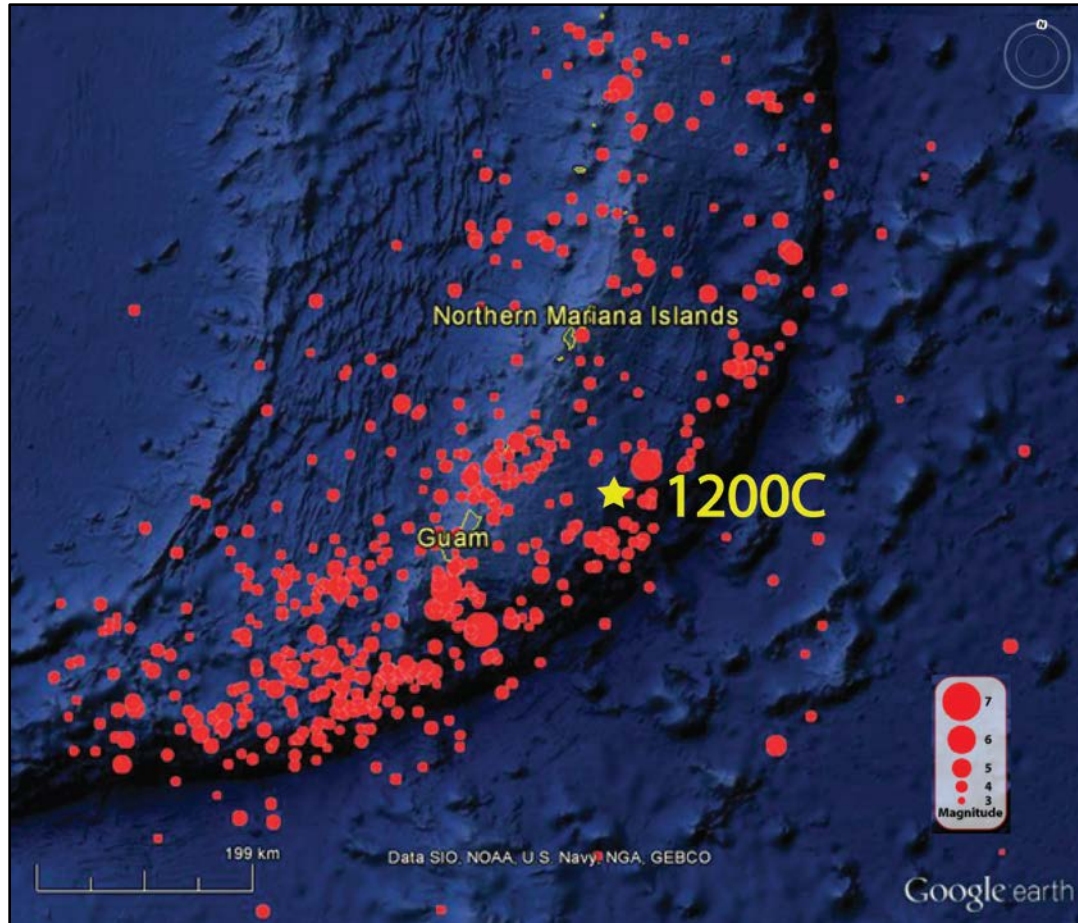 N
Northern Mariana Islands
1200C
Guam
7
6
5
4
3
Magnitude
199 km
Data SIO, NOAA, U.S. Navy, NGA, GEBCO
Google earth